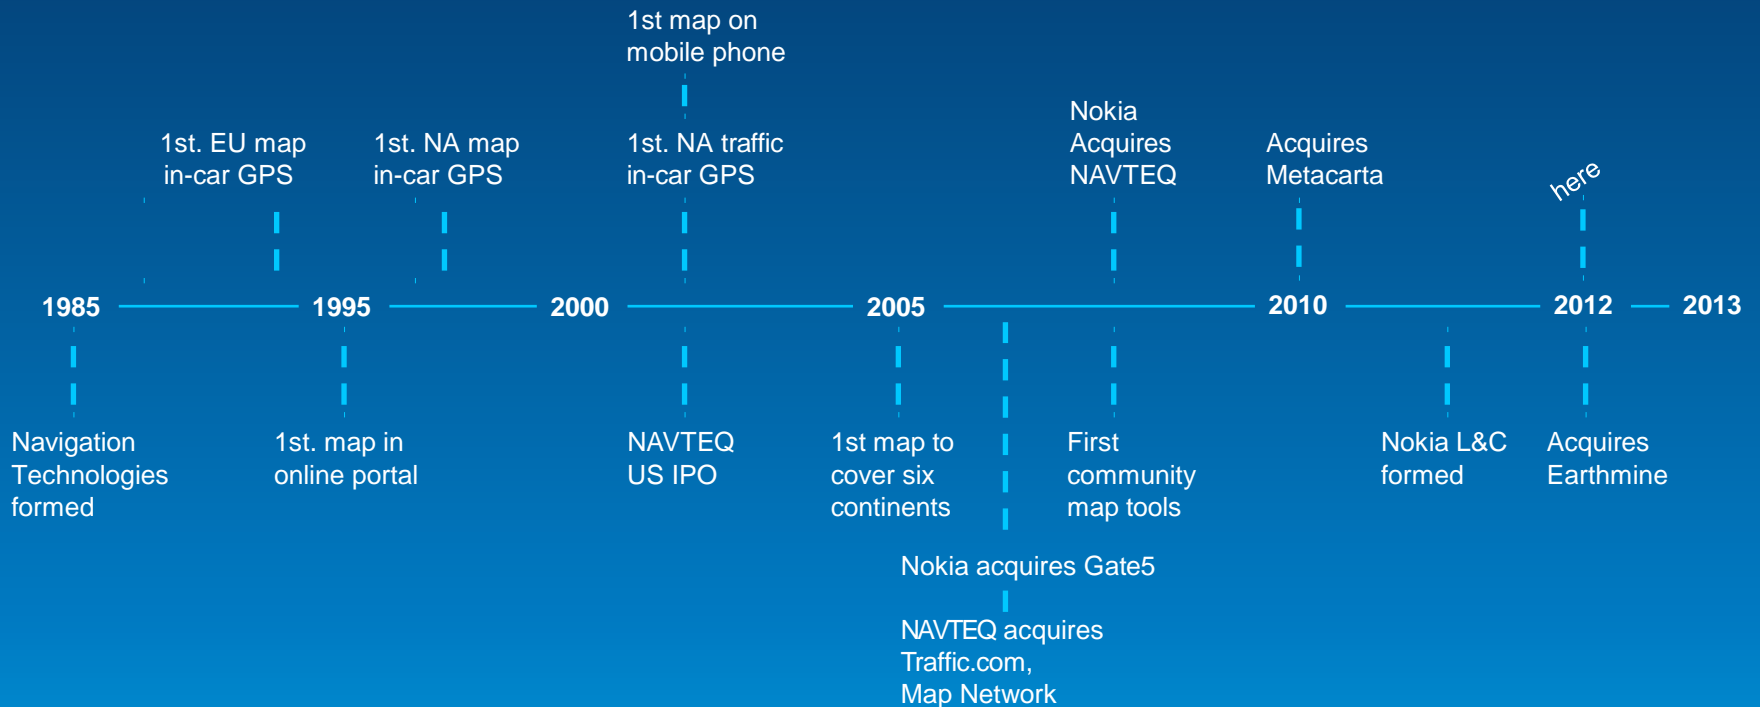 1st map on
mobile phone
1st. EU map
in-car GPS
1st. NA map
in-car GPS
1st. NA traffic
in-car GPS
Nokia
Acquires
NAVTEQ
Acquires
Metacarta
here
1985
1995
2000
2005
2010
2012
2013
Navigation
Technologies
formed
1st. map in
online portal
NAVTEQ
US IPO
1st map to
cover six
continents
First
community
map tools
Nokia L&C
formed
Acquires
Earthmine
Nokia acquires Gate5
NAVTEQ acquires
Traffic.com,
Map Network